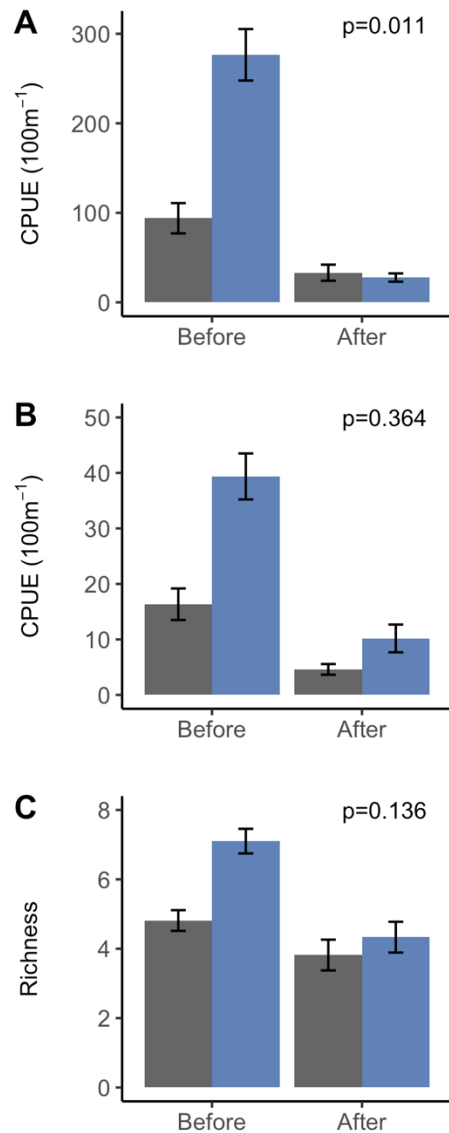 A
p=0.011
CPUE (100m⁻¹)
300
200
100
0
Before
After
B
p=0.364
CPUE (100m⁻¹)
50
40
30
20
10
0
Before
After
C
p=0.136
Richness
8
6
4
2
0
Before
After